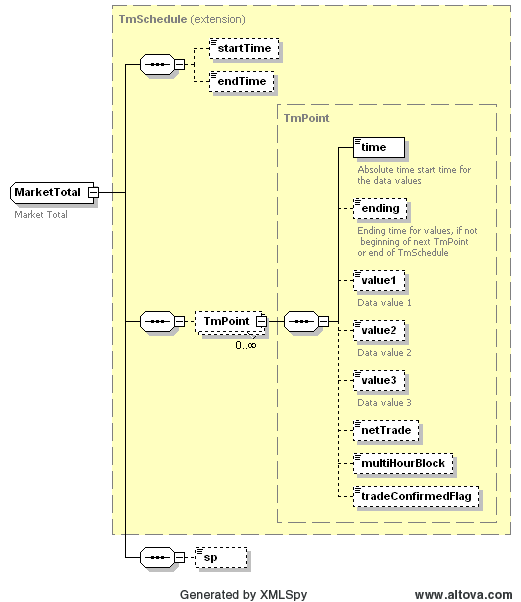 TmSchedule (extension)
startTime
endTime
TmPoint
time
Absolute time start time for
the data values
MarketTotal
Market Total
ending
Ending time for values, if not
beginning of next TmPoint
or end of TmSchedule
value1
Data value 1
TmPoint
0..∞
value2
Data value 2
value3
Data value 3
netTrade
multiHourBlock
tradeConfirmedFlag
sp
Generated by XMLSpy
www.altova.com